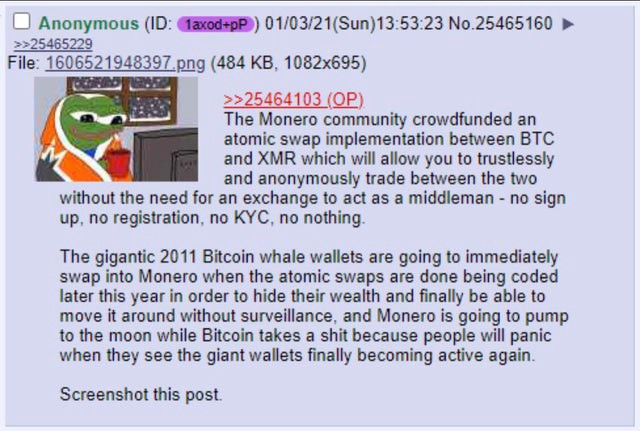 Anonymous (ID: 1axod+pP) 01/03/21(Sun)13:53:23 No.25465160 ▶
>>25465229
File: 1606521948397.png (484 KB, 1082x695)
>>25464103 (OP)
The Monero community crowdfunded an
atomic swap implementation between BTC
and XMR which will allow you to trustlessly
and anonymously trade between the two
without the need for an exchange to act as a middleman - no sign
up, no registration, no KYC, no nothing.
The gigantic 2011 Bitcoin whale wallets are going to immediately
swap into Monero when the atomic swaps are done being coded
later this year in order to hide their wealth and finally be able to
move it around without surveillance, and Monero is going to pump
to the moon while Bitcoin takes a shit because people will panic
when they see the giant wallets finally becoming active again.
Screenshot this post.